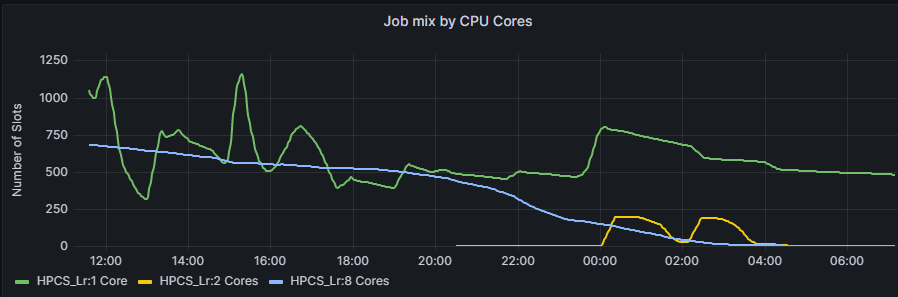 Job mix by CPU Cores
Number of Slots
1250
1000
750
500
250
0
12:00 14:00 16:00 18:00 20:00 22:00 00:00 02:00 04:00 06:00
HPCS_Lr:1 Core HPCS_Lr:2 Cores HPCS_Lr:8 Cores